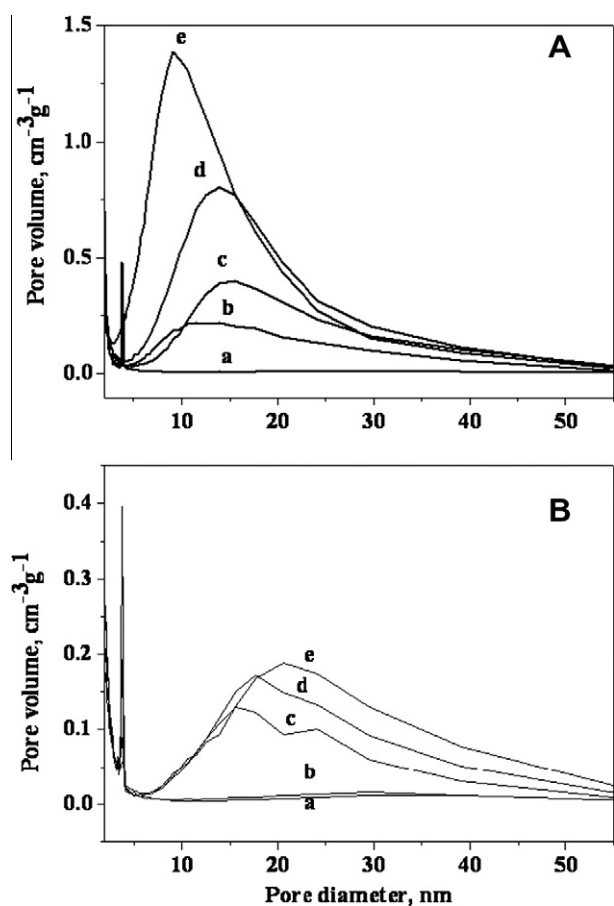 A
Pore volume, cm-3g-1
1.5
1.0
0.5
0.0
e
d
c
b
a
10 20 30 40 50
B
Pore volume, cm-3g-1
0.4
0.3
0.2
0.1
0.0
e
d
c
b
a
10 20 30 40 50
Pore diameter, nm